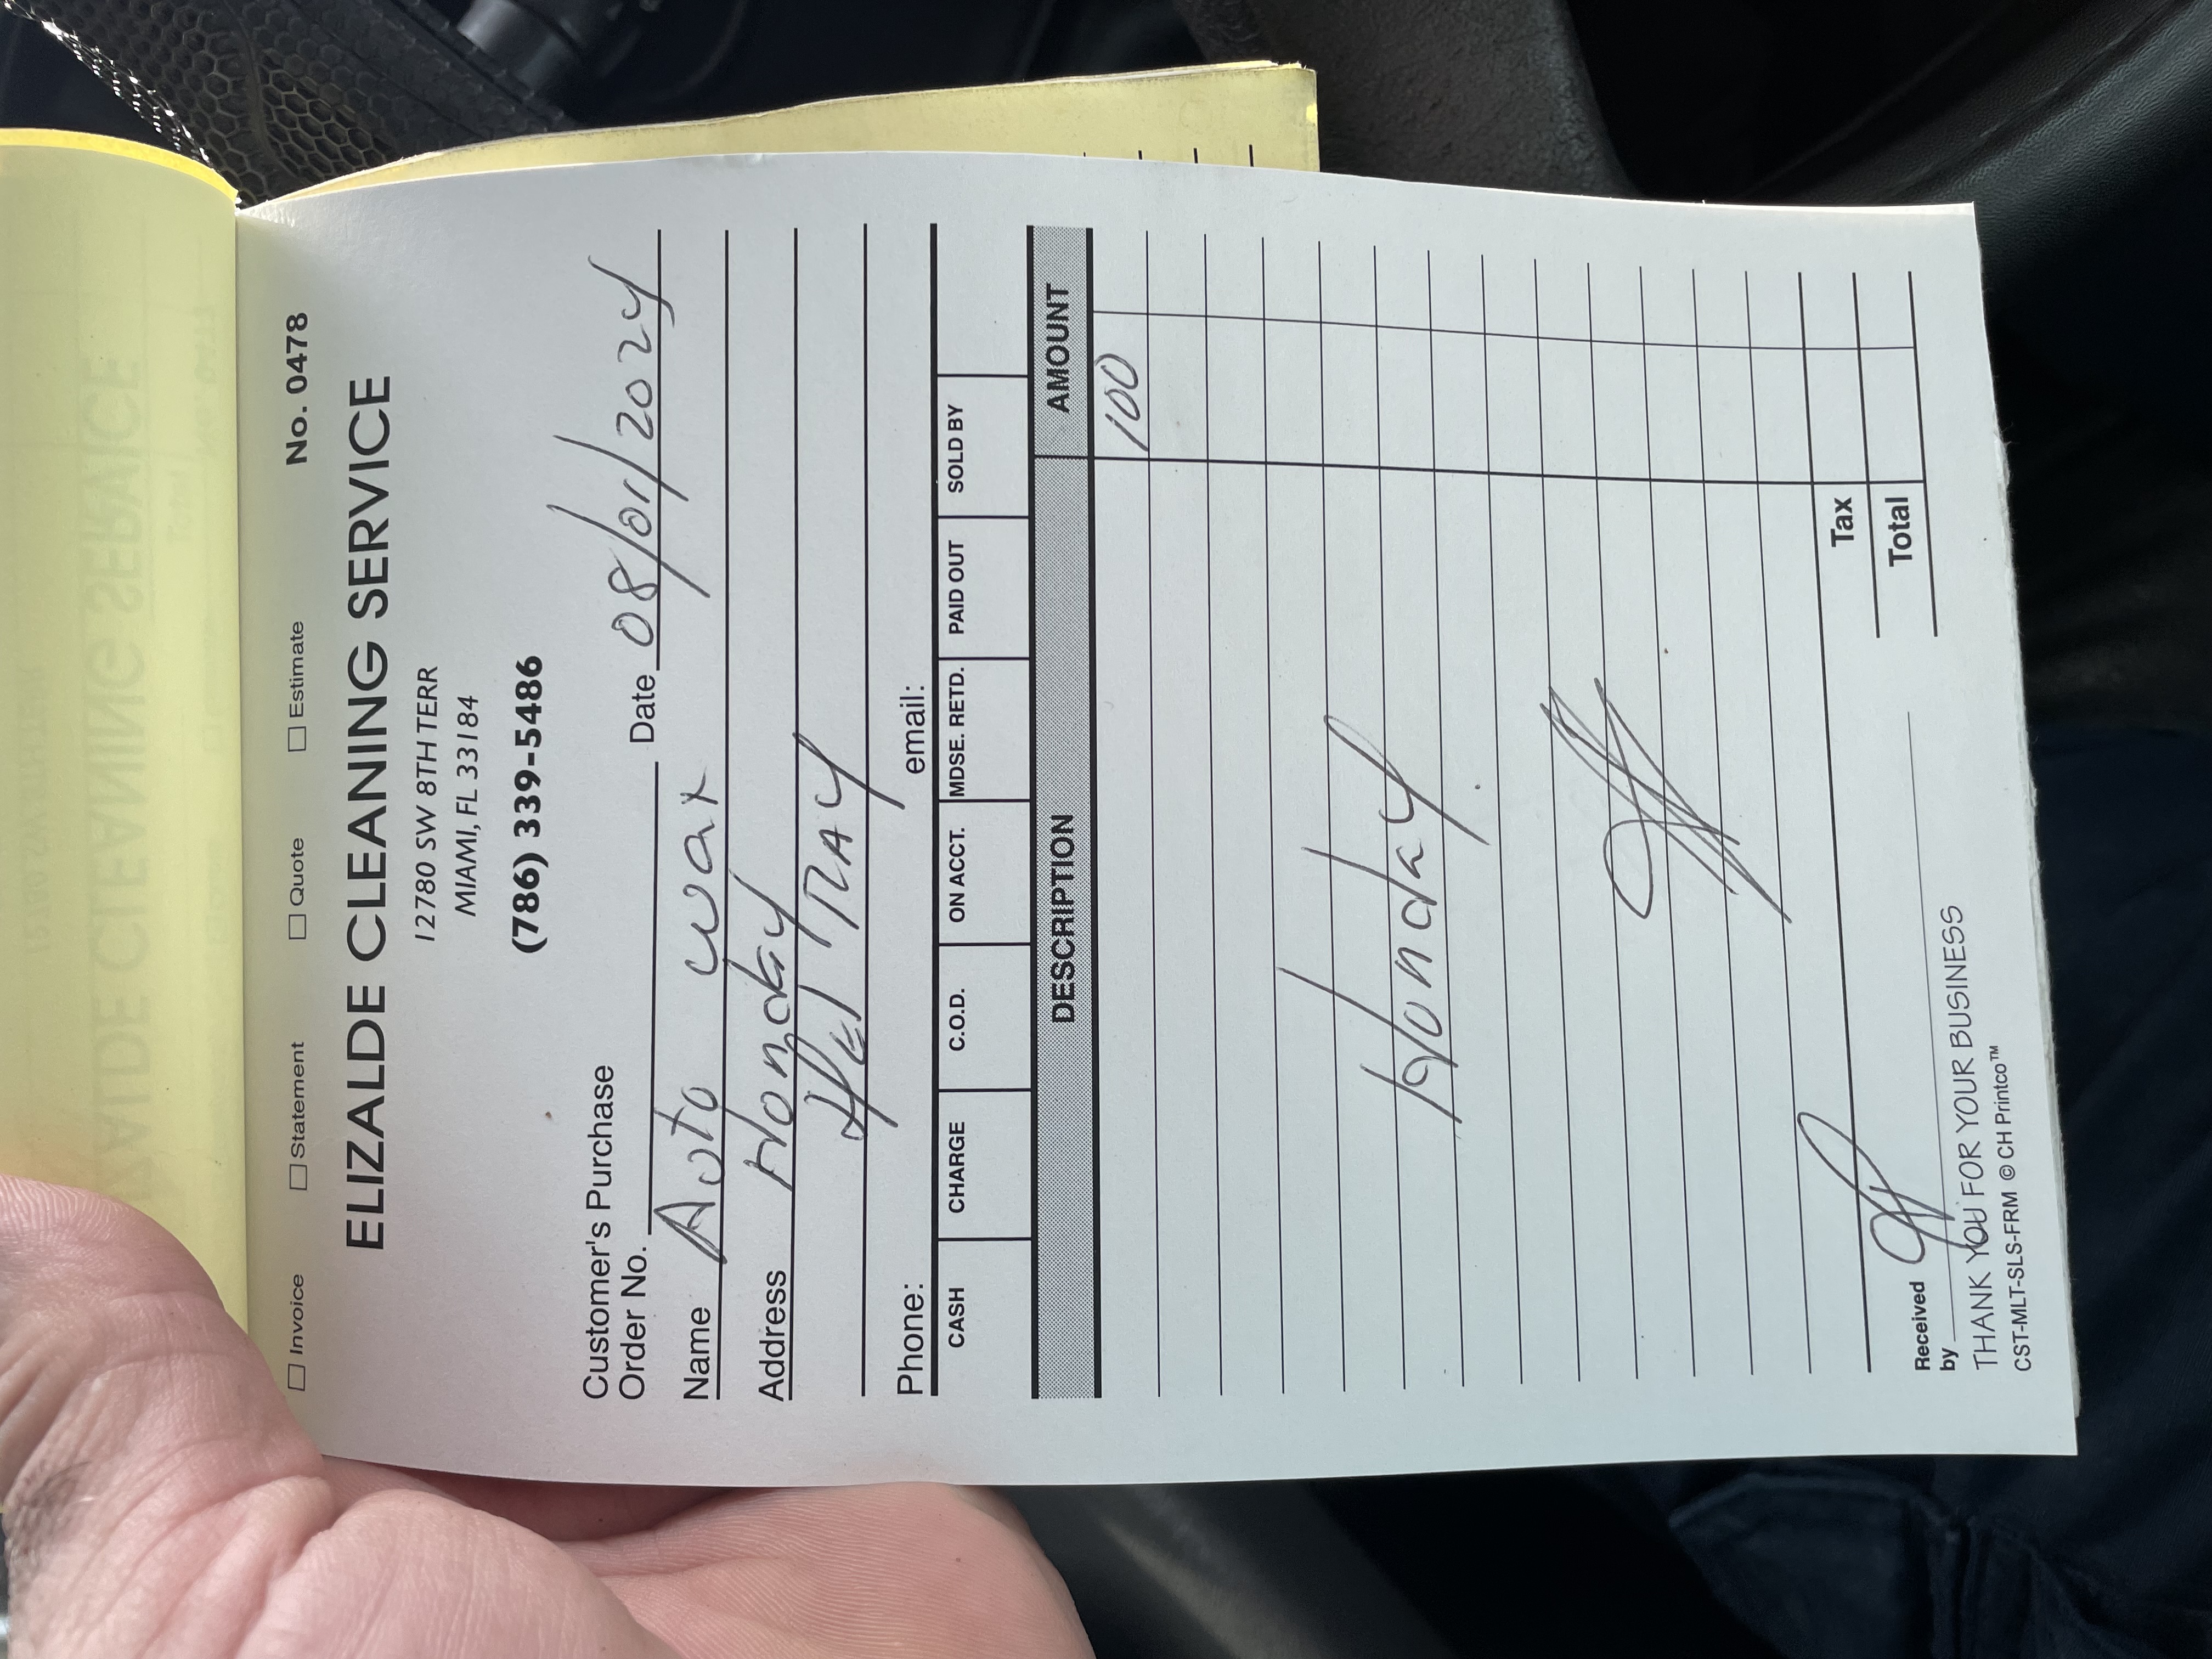 ☐ Invoice ☐ Statement ☐ Quote ☐ Estimate No. 0478
ELIZALDE CLEANING SERVICE
12780 SW 8TH TERR
MIAMI, FL 33184
(786) 339-5486
Customer's Purchase
Order No. Date 08/01/2024
Name Auto wax
Address Honday
Phone: email:
CASH CHARGE C.O.D. ON ACCT. MDSE. RETD. PAID OUT SOLD BY
DESCRIPTION AMOUNT
100
Honday
Tax
Total
Received
by
THANK YOU FOR YOUR BUSINESS
CST-MLT-SLS-FRM © CH Printco™